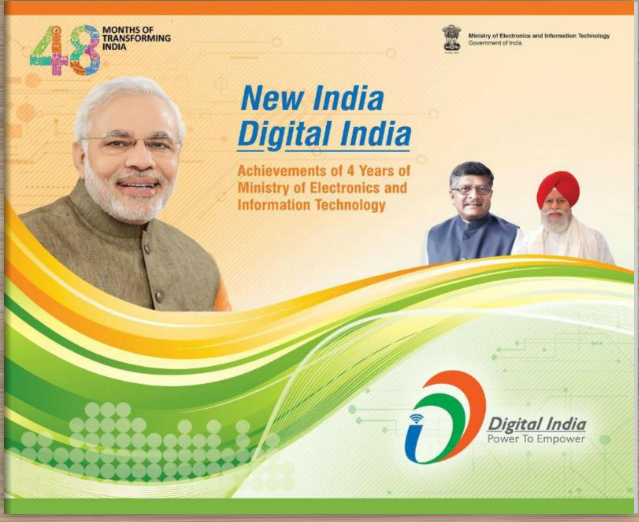 48
MONTHS OF
TRANSFORMING
INDIA
Ministry of Electronics and Information Technology
Government of India
New India
Digital India
Achievements of 4 Years of
Ministry of Electronics and
Information Technology
Digital India
Power To Empower